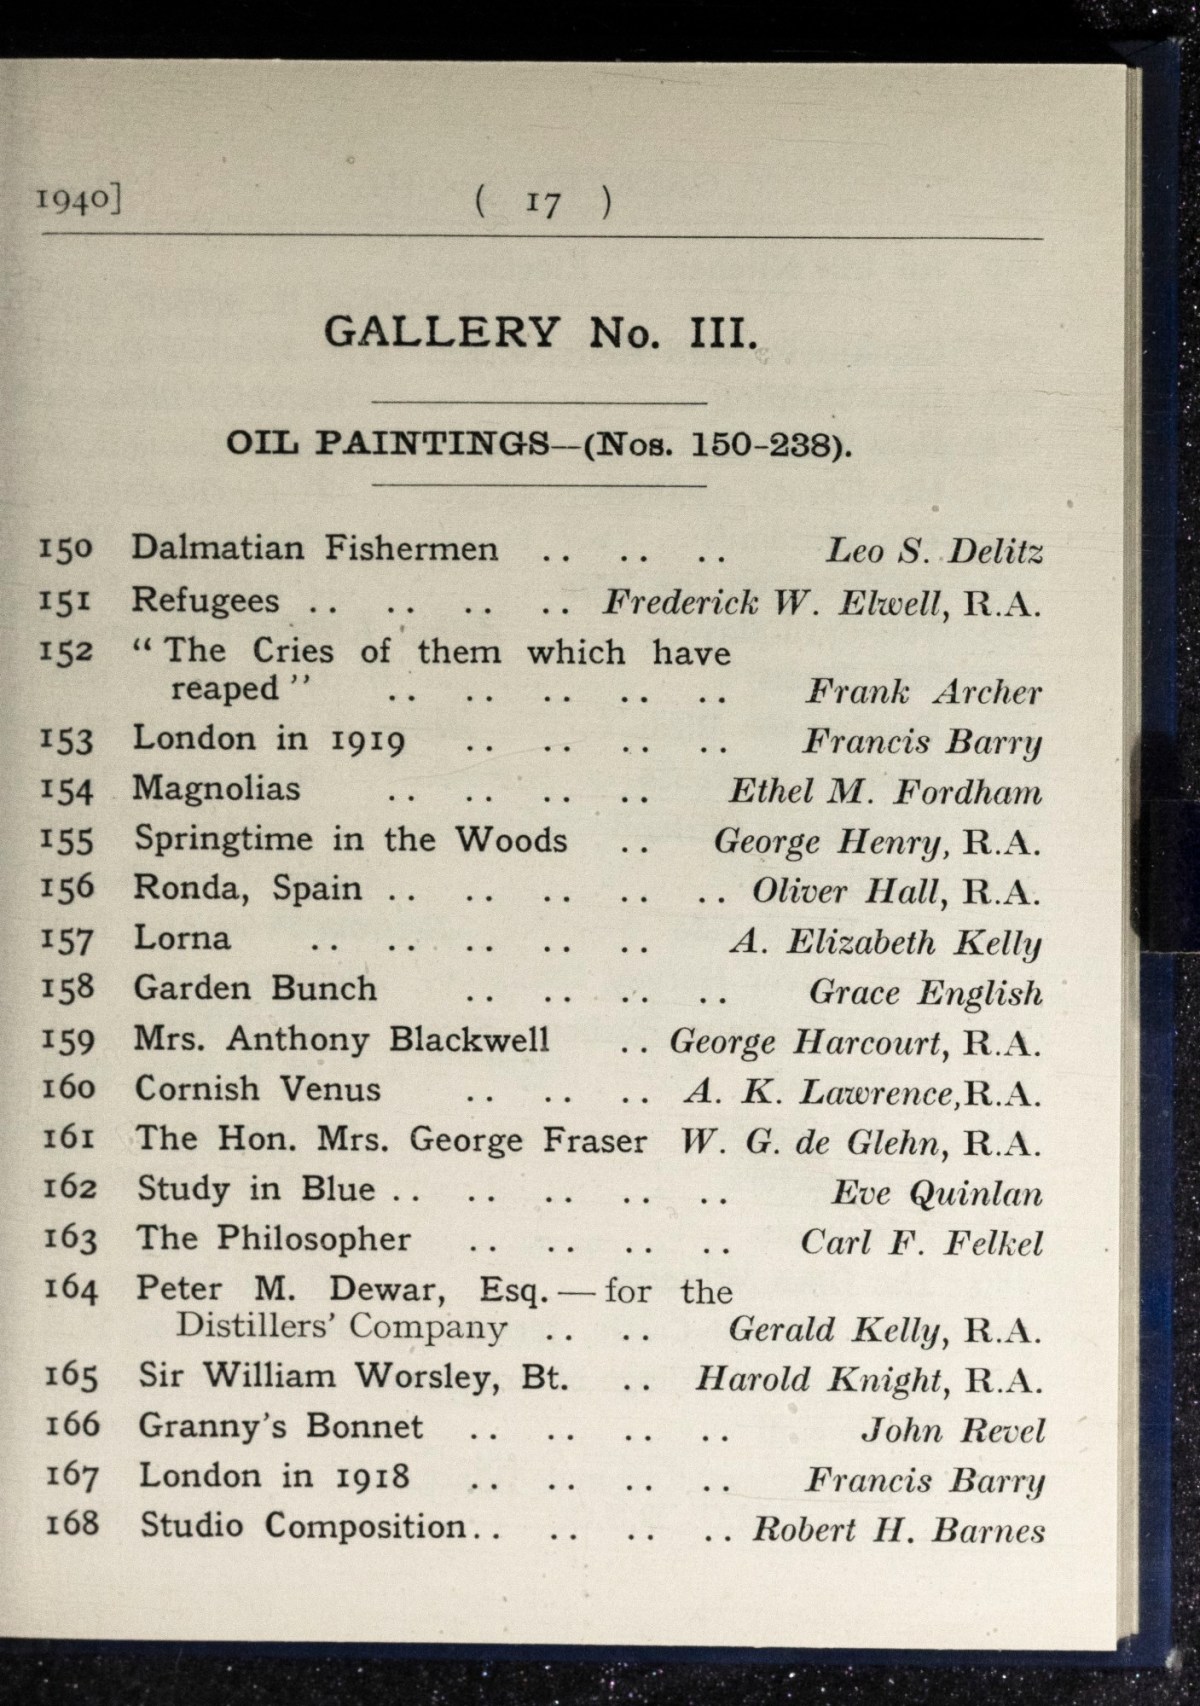 1940] ( 17 )
GALLERY No. III.
OIL PAINTINGS—(Nos. 150-238).
150 Dalmatian Fishermen .. .. .. Leo S. Delitz
151 Refugees .. .. .. .. Frederick W. Elwell, R.A.
152 “ The Cries of them which have
reaped ” .. .. .. .. .. Frank Archer
153 London in 1919 .. .. .. .. Francis Barry
154 Magnolias .. .. .. .. Ethel M. Fordham
155 Springtime in the Woods .. George Henry, R.A.
156 Ronda, Spain .. .. .. .. .. Oliver Hall, R.A.
157 Lorna .. .. .. .. .. A. Elizabeth Kelly
158 Garden Bunch .. .. .. .. Grace English
159 Mrs. Anthony Blackwell .. George Harcourt, R.A.
160 Cornish Venus .. .. .. A. K. Lawrence,R.A.
161 The Hon. Mrs. George Fraser W. G. de Glehn, R.A.
162 Study in Blue .. .. .. .. .. Eve Quinlan
163 The Philosopher .. .. .. .. Carl F. Felkel
164 Peter M. Dewar, Esq. — for the
Distillers’ Company .. .. Gerald Kelly, R.A.
165 Sir William Worsley, Bt. .. Harold Knight, R.A.
166 Granny’s Bonnet .. .. .. .. John Revel
167 London in 1918 .. .. .. .. Francis Barry
168 Studio Composition.. .. .. .. Robert H. Barnes